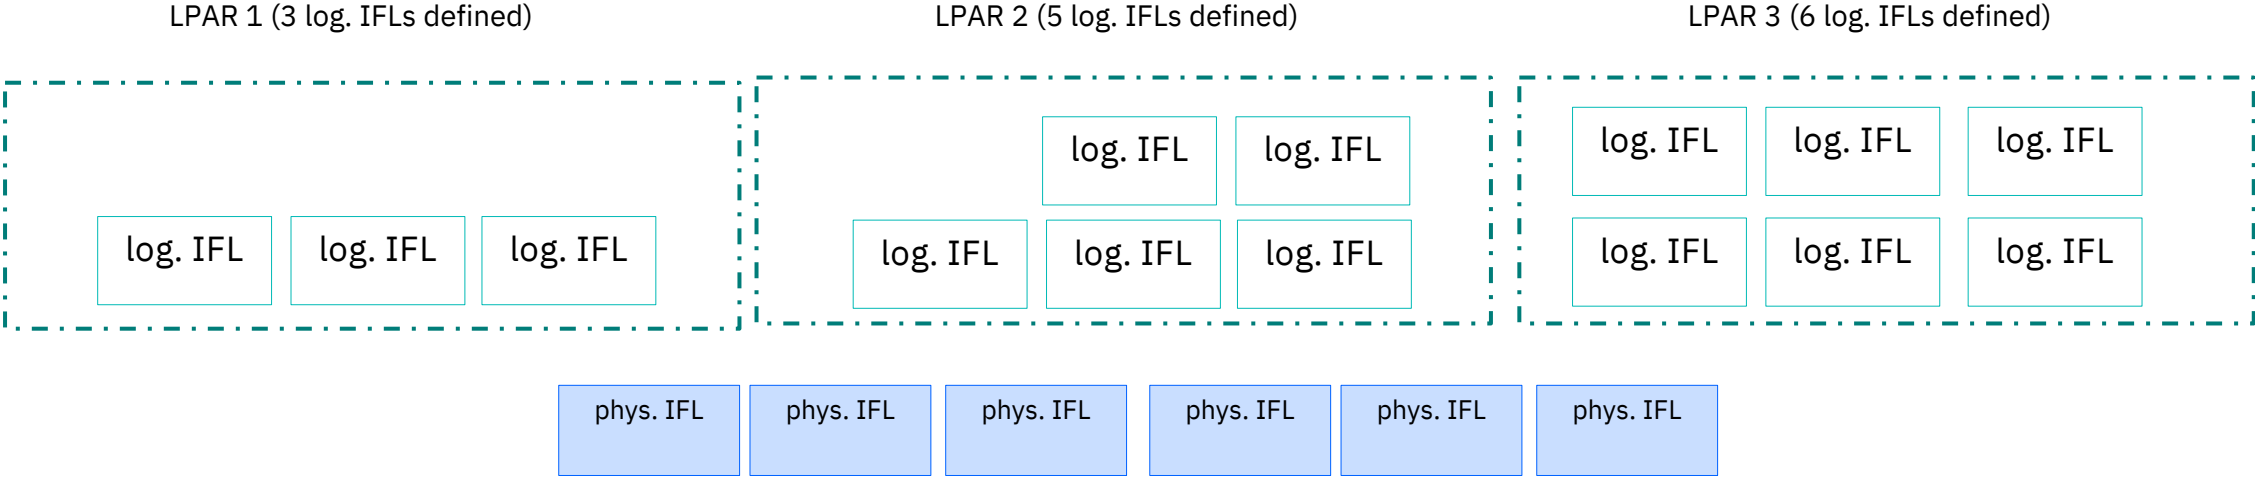 LPAR 1 (3 log. IFLs defined)
LPAR 2 (5 log. IFLs defined)
LPAR 3 (6 log. IFLs defined)
log. IFL
log. IFL
log. IFL
log. IFL
log. IFL
log. IFL
log. IFL
log. IFL
log. IFL
log. IFL
log. IFL
log. IFL
log. IFL
log. IFL
phys. IFL
phys. IFL
phys. IFL
phys. IFL
phys. IFL
phys. IFL